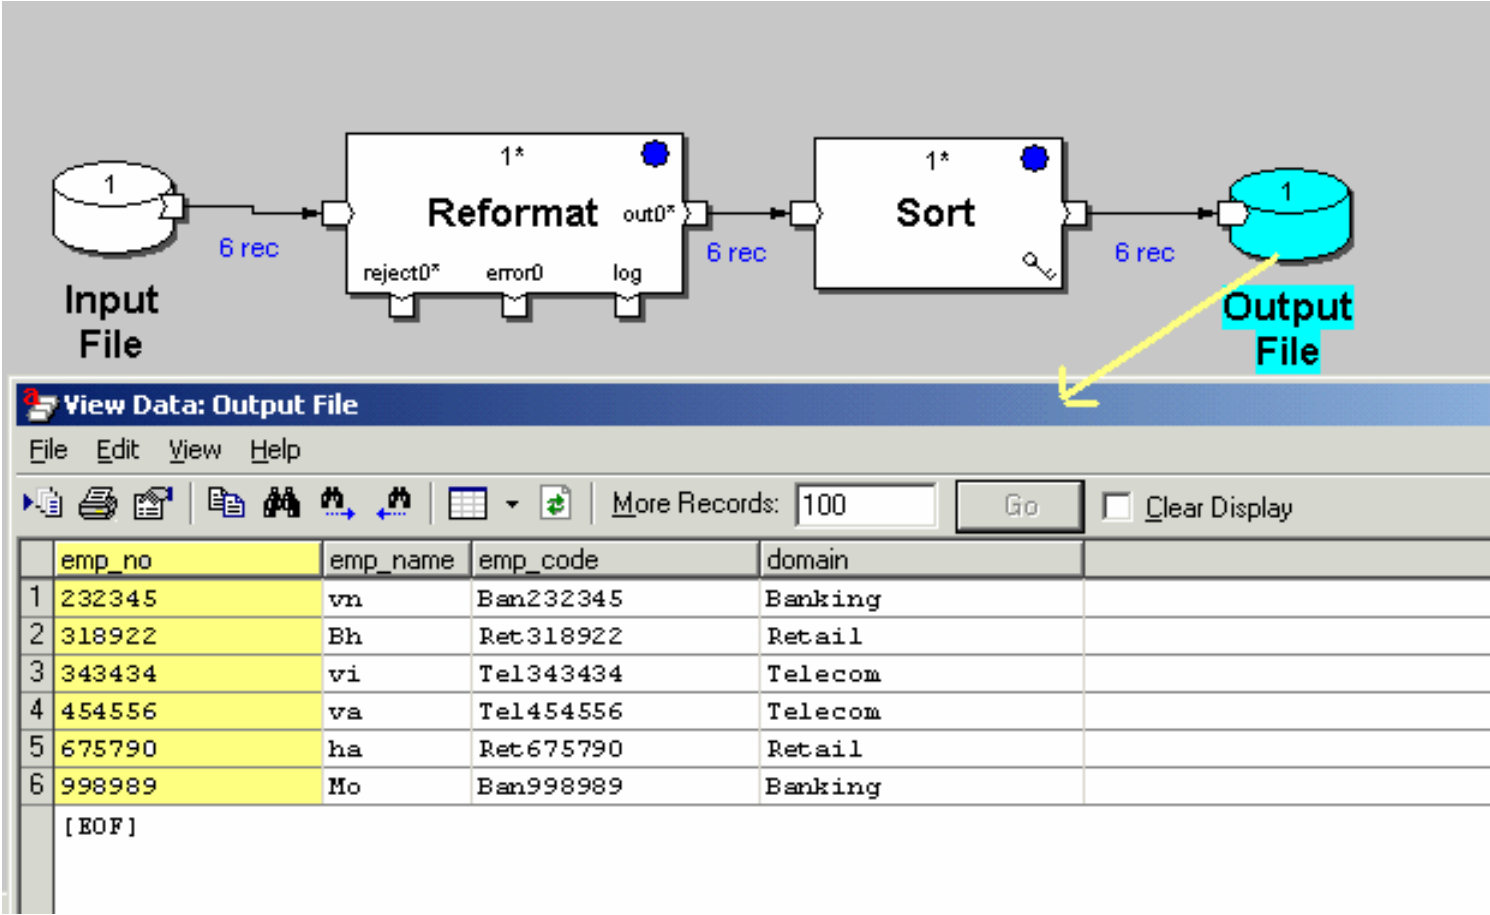 1
6 rec
Input
File
1*
Reformat
out0*
reject0*
error0
log
6 rec
1*
Sort
6 rec
1
Output
File
View Data: Output File
File Edit View Help
More Records: 100 Go Clear Display
emp_no emp_name emp_code domain
1 232345 vn Ban232345 Banking
2 318922 Bh Ret318922 Retail
3 343434 vi Tel343434 Telecom
4 454556 va Tel454556 Telecom
5 675790 ha Ret675790 Retail
6 998989 Mo Ban998989 Banking
[EOF]